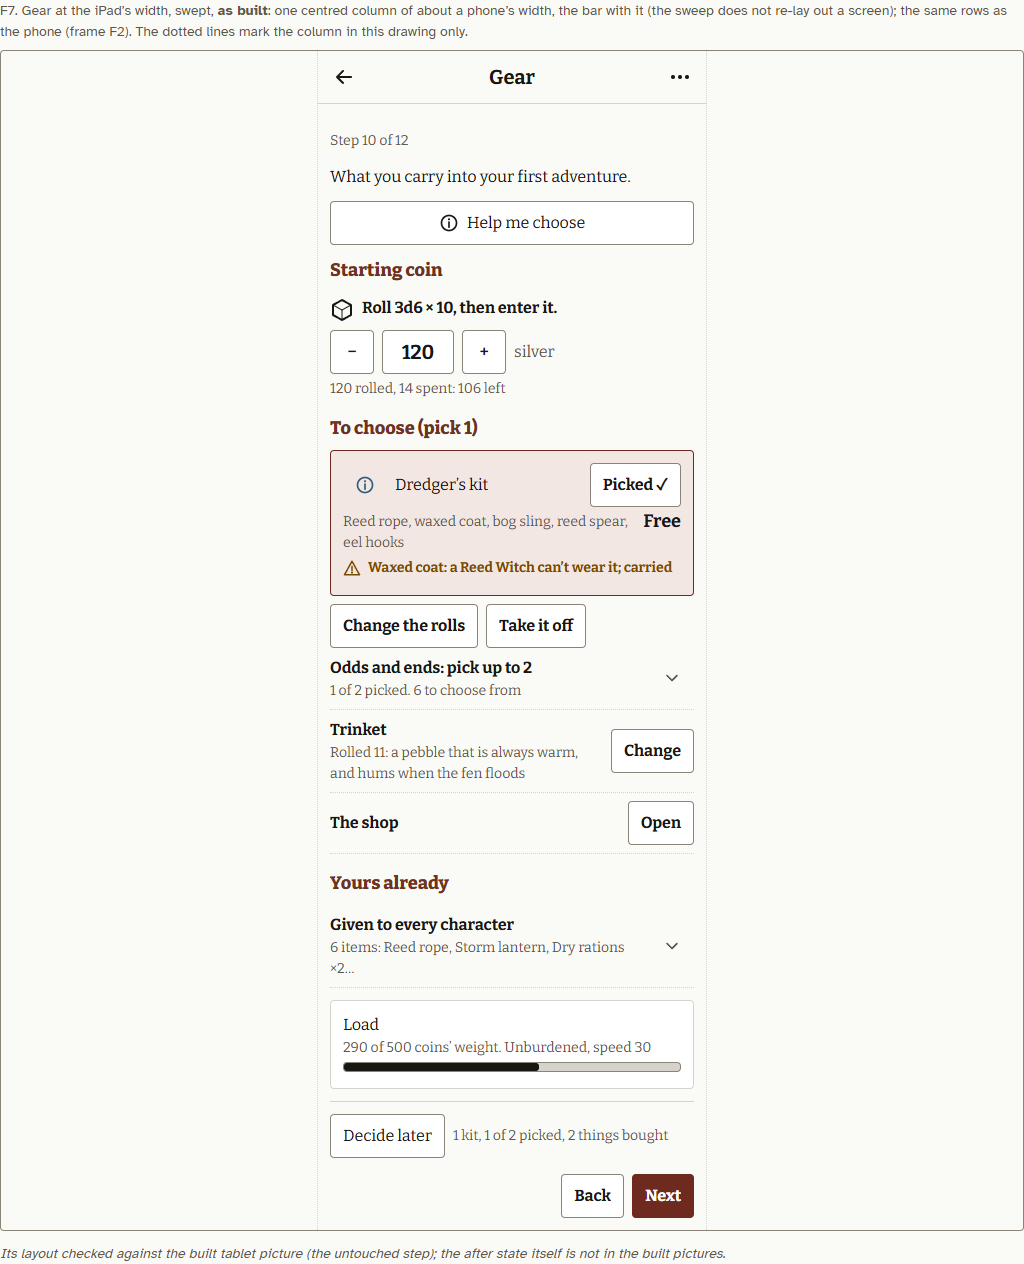 F7. Gear at the iPad's width, swept, as built: one centred column of about a phone's width, the bar with it (the sweep does not re-lay out a screen); the same rows as
the phone (frame F2). The dotted lines mark the column in this drawing only.
Gear
Step 10 of 12
What you carry into your first adventure.
Help me choose
Starting coin
Roll 3d6 × 10, then enter it.
− 120 + silver
120 rolled, 14 spent: 106 left
To choose (pick 1)
Dredger's kit Picked ✓
Reed rope, waxed coat, bog sling, reed spear, Free
eel hooks
Waxed coat: a Reed Witch can't wear it; carried
Change the rolls Take it off
Odds and ends: pick up to 2
1 of 2 picked. 6 to choose from
Trinket
Rolled 11: a pebble that is always warm,
and hums when the fen floods
Change
The shop Open
Yours already
Given to every character
6 items: Reed rope, Storm lantern, Dry rations
×2…
Load
290 of 500 coins' weight. Unburdened, speed 30
Decide later 1 kit, 1 of 2 picked, 2 things bought
Back Next
Its layout checked against the built tablet picture (the untouched step); the after state itself is not in the built pictures.